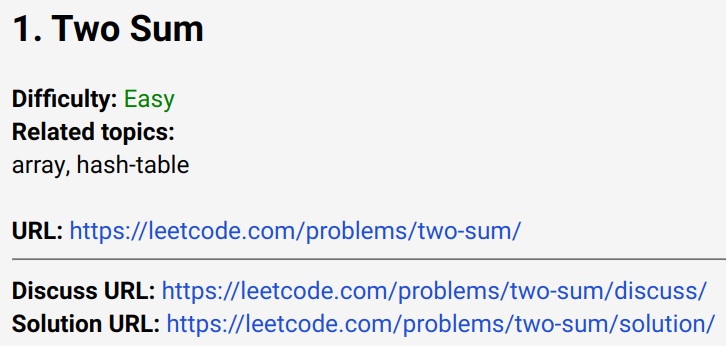 1. Two Sum
Difficulty: Easy
Related topics:
array, hash-table
URL: https://leetcode.com/problems/two-sum/
Discuss URL: https://leetcode.com/problems/two-sum/discuss/
Solution URL: https://leetcode.com/problems/two-sum/solution/